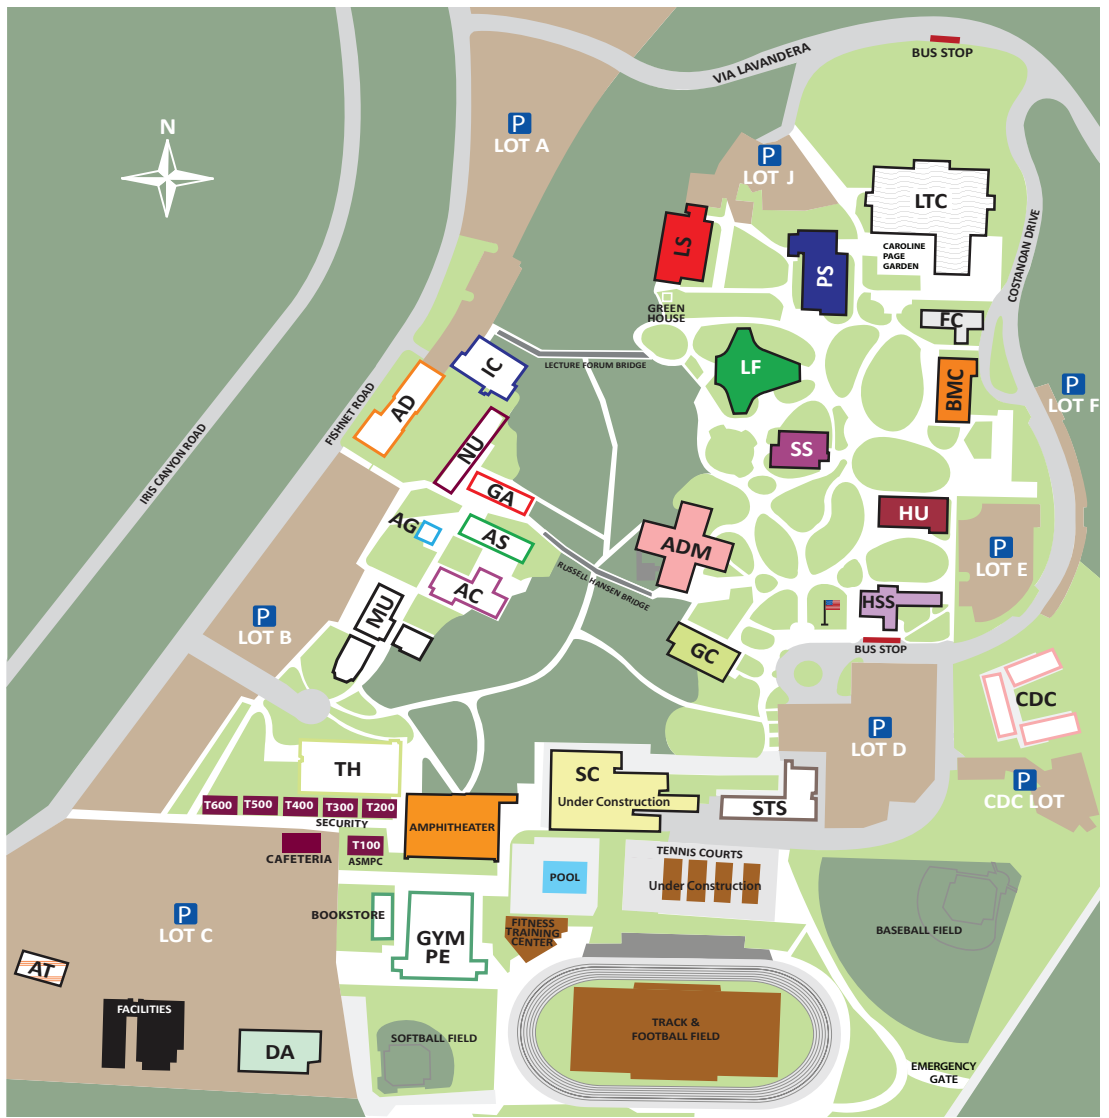 BUS STOP
VIA LAVANDERA
N
P
LOT A
P
LOT J
LTC
LS
PS
CAROLINE
PAGE
GARDEN
COSTANOAN DRIVE
GREEN
HOUSE
FC
LECTURE FORUM BRIDGE
IC
LF
BMC
P
LOT F
AD
FISHNET ROAD
NU
SS
IRIS CANYON ROAD
GA
HU
AG
AS
ADM
P
LOT E
RUSSELL HANSEN BRIDGE
AC
MU
HSS
P
LOT B
BUS STOP
GC
CDC
P
LOT D
TH
SC
Under Construction
STS
P
CDC LOT
T600
T500
T400
T300
T200
SECURITY
AMPHITHEATER
CAFETERIA
T100
ASMPC
TENNIS COURTS
Under Construction
POOL
P
LOT C
BOOKSTORE
GYM
PE
FITNESS
TRAINING
CENTER
BASEBALL FIELD
AT
FACILITIES
DA
SOFTBALL FIELD
TRACK &
FOOTBALL FIELD
EMERGENCY
GATE